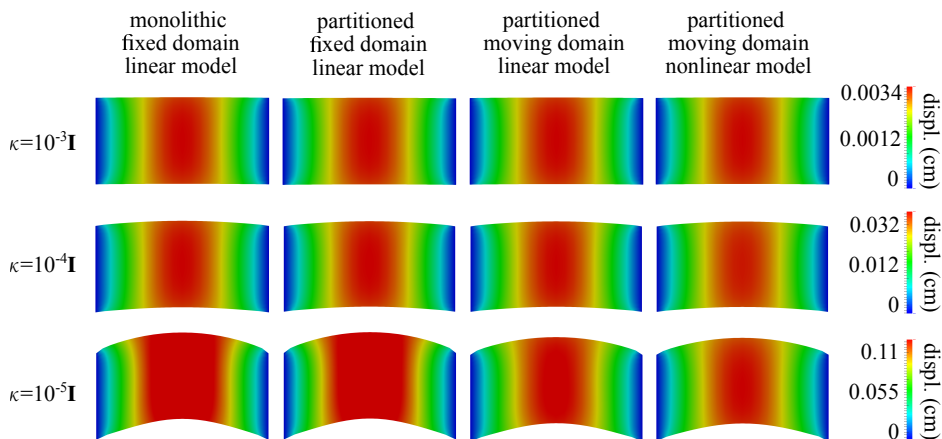 monolithic
fixed domain
linear model
partitioned
fixed domain
linear model
partitioned
moving domain
linear model
partitioned
moving domain
nonlinear model
κ=10⁻³I
0.0034
0.0012
0
displ. (cm)
κ=10⁻⁴I
0.032
0.012
0
displ. (cm)
κ=10⁻⁵I
0.11
0.055
0
displ. (cm)